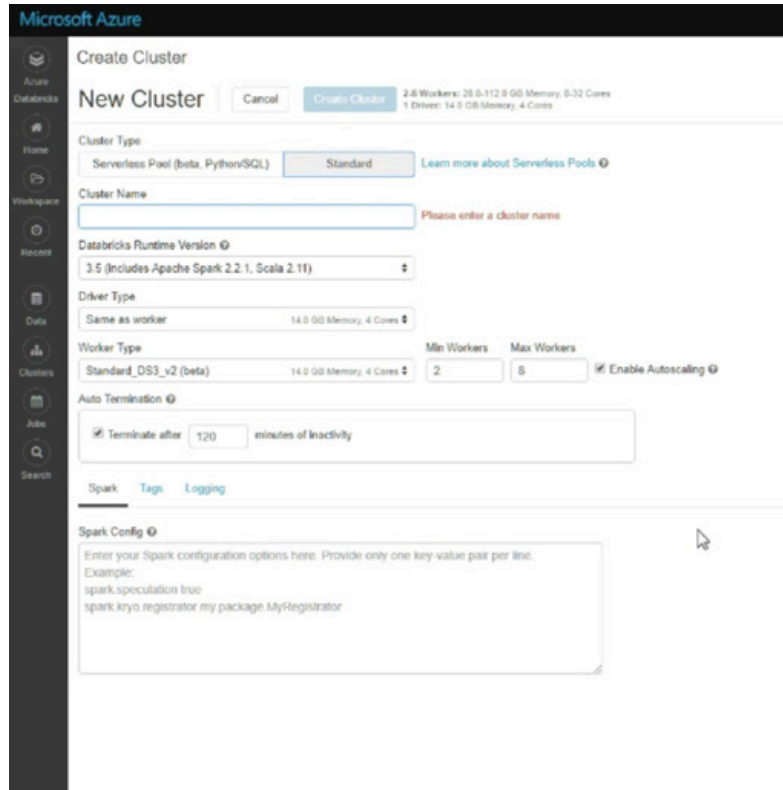 Microsoft Azure
Azure
Databricks
Home
Workspace
Recent
Data
Clusters
Jobs
Search
Create Cluster
New Cluster
Cancel
Create Cluster
2-8 Workers: 28.0-112.0 GB Memory, 8-32 Cores
1 Driver: 14.0 GB Memory, 4 Cores
Cluster Type
Serverless Pool (beta, Python/SQL) Standard Learn more about Serverless Pools
Cluster Name
Please enter a cluster name
Databricks Runtime Version
3.5 (Includes Apache Spark 2.2.1, Scala 2.11)
Driver Type
Same as worker 14.0 GB Memory, 4 Cores
Worker Type Min Workers Max Workers
Standard_DS3_v2 (beta) 14.0 GB Memory, 4 Cores 2 8 Enable Autoscaling
Auto Termination
Terminate after 120 minutes of inactivity
Spark Tags Logging
Spark Config
Enter your Spark configuration options here. Provide only one key-value pair per line.
Example:
spark.speculation true
spark.kryo.registrator my.package.MyRegistrator